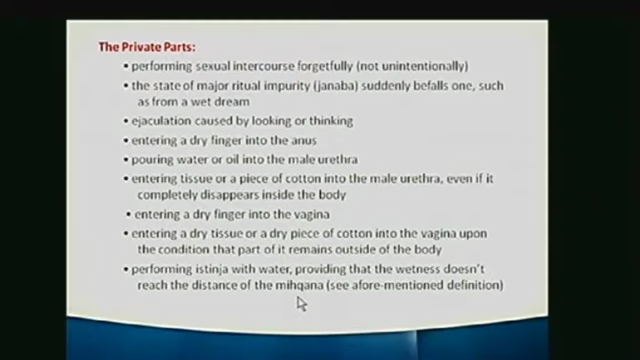 The Private Parts:
• performing sexual intercourse forgetfully (not unintentionally)
• the state of major ritual impurity (janaba) suddenly befalls one, such
as from a wet dream
• ejaculation caused by looking or thinking
• entering a dry finger into the anus
• pouring water or oil into the male urethra
• entering tissue or a piece of cotton into the male urethra, even if it
completely disappears inside the body
• entering a dry finger into the vagina
• entering a dry tissue or a dry piece of cotton into the vagina upon
the condition that part of it remains outside of the body
• performing istinja with water, providing that the wetness doesn't
reach the distance of the mihqana (see afore-mentioned definition)